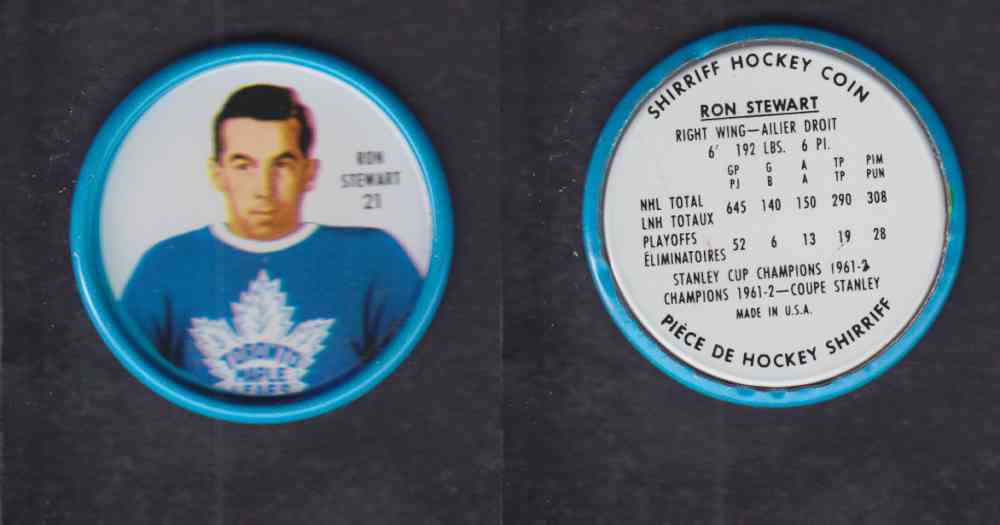 RON
STEWART
21
TORONTO
MAPLE
LEAFS
SHIRRIFF HOCKEY COIN
RON STEWART
RIGHT WING—AILIER DROIT
6' 192 LBS. 6 PI.
GP G A TP PIM
PJ B A TP PUN
NHL TOTAL
LNH TOTAUX 645 140 150 290 308
PLAYOFFS
ÉLIMINATOIRES 52 6 13 19 28
STANLEY CUP CHAMPIONS 1961-2
CHAMPIONS 1961-2—COUPE STANLEY
MADE IN U.S.A.
PIÈCE DE HOCKEY SHIRRIFF